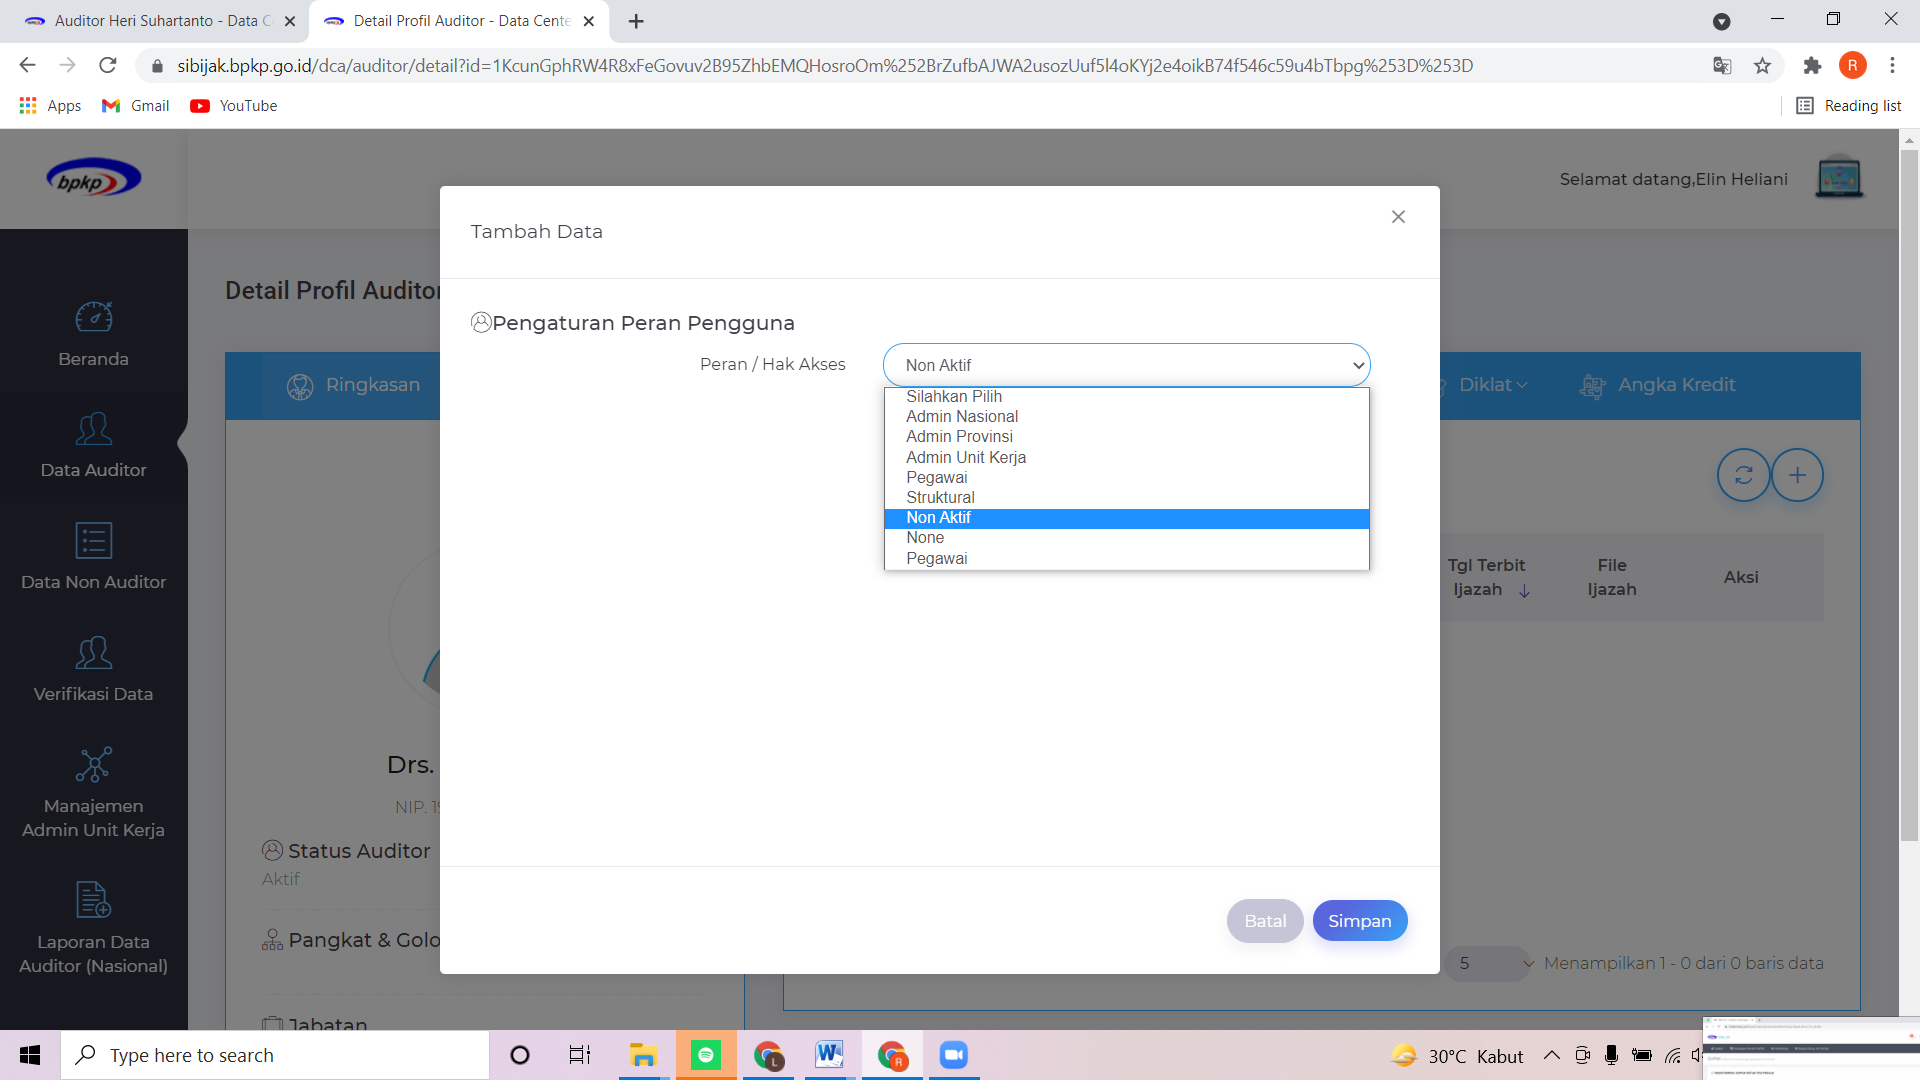 Auditor Heri Suhartanto - Data C
Detail Profil Auditor - Data Cente
sibijak.bpkp.go.id/dca/auditor/detail?id=1KcunGphRW4R8xFeGovuv2B95ZhbEMQHosroOm%252BrZufbAJWA2usozUuf5l4oKYj2e4oikB74f546c59u4bTbpg%253D%253D
R
Apps
Gmail
YouTube
Reading list
bpkp
Selamat datang,Elin Heliani
Beranda
Data Auditor
Data Non Auditor
Verifikasi Data
Manajemen
Admin Unit Kerja
Laporan Data
Auditor (Nasional)
Detail Profil Auditor
Ringkasan
Diklat
Angka Kredit
Drs.
NIP. 19
Status Auditor
Aktif
Pangkat & Golo
Jabatan
Tgl Terbit
Ijazah
File
Ijazah
Aksi
5
Menampilkan 1 - 0 dari 0 baris data
Tambah Data
Pengaturan Peran Pengguna
Peran / Hak Akses
Non Aktif
Silahkan Pilih
Admin Nasional
Admin Provinsi
Admin Unit Kerja
Pegawai
Struktural
Non Aktif
None
Pegawai
Batal
Simpan
Type here to search
L
W
R
30°C Kabut